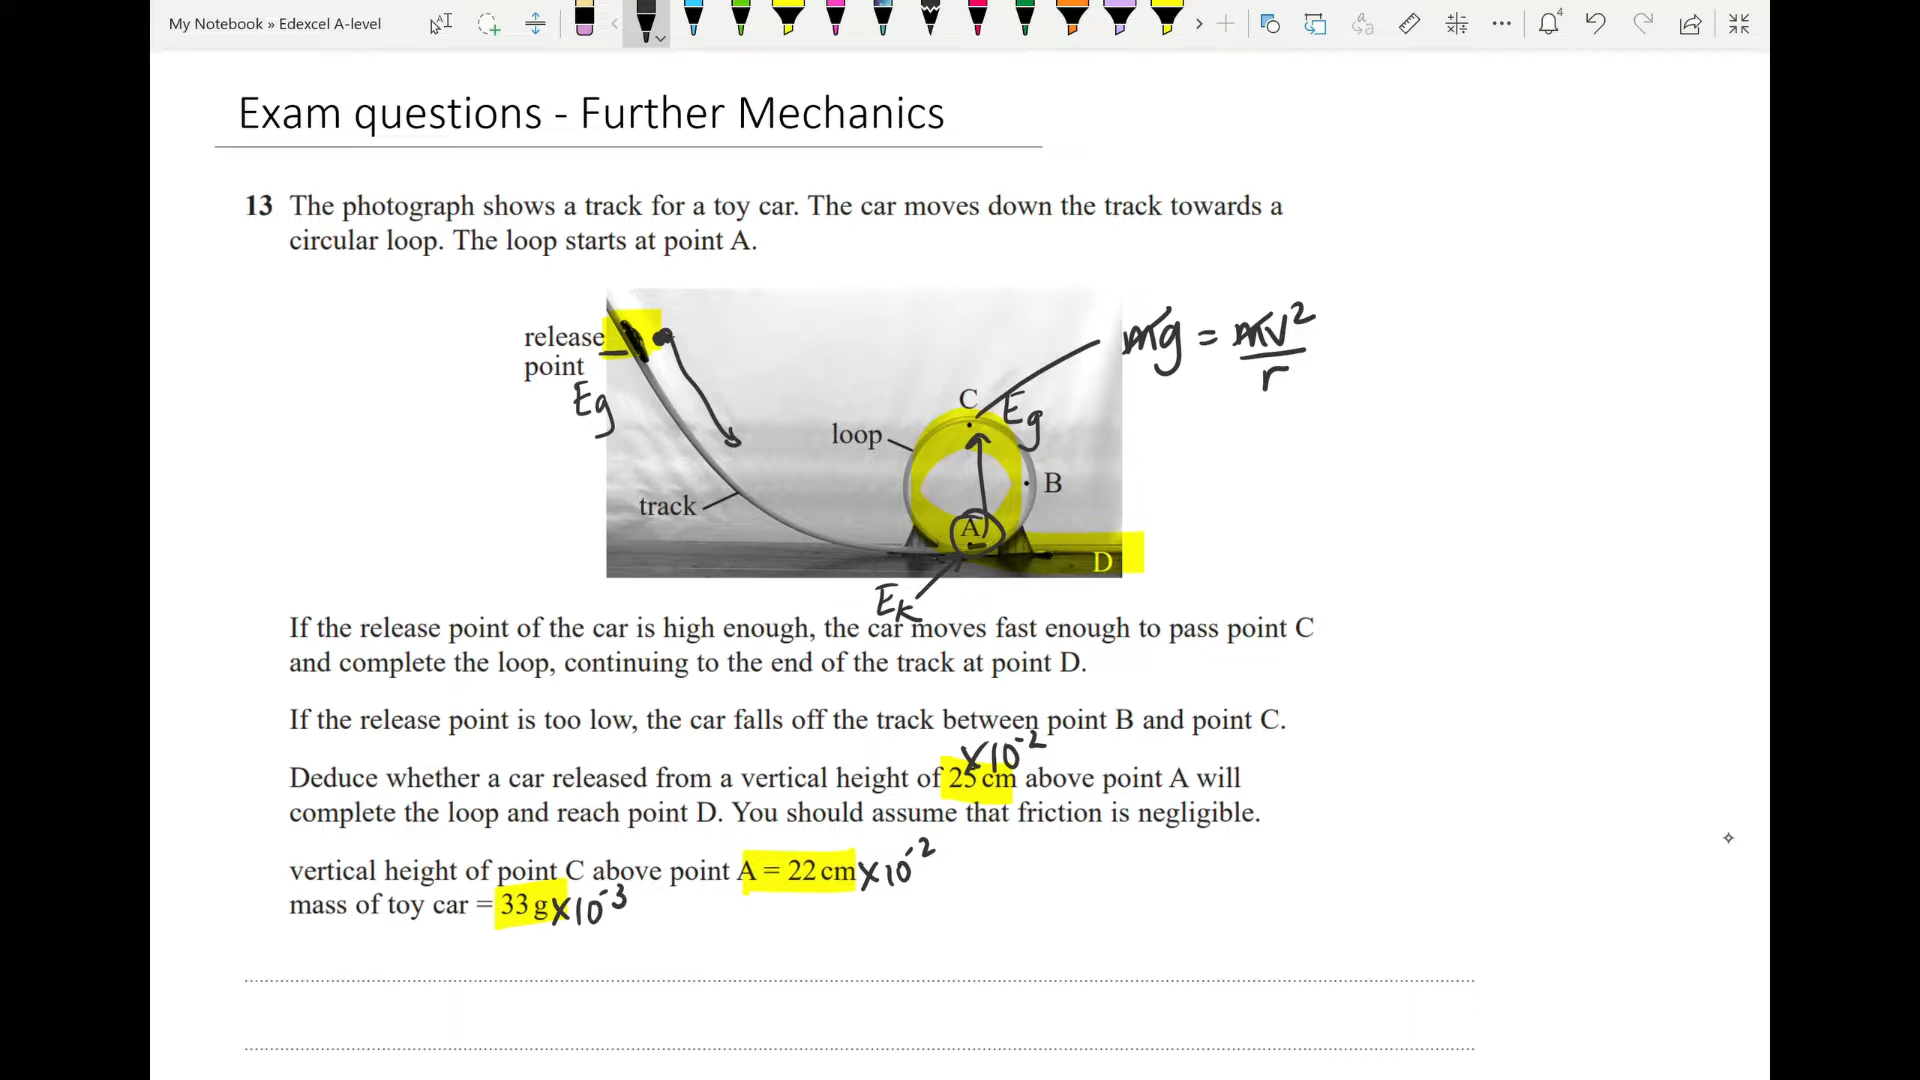 My Notebook » Edexcel A-level
4
Exam questions - Further Mechanics
13 The photograph shows a track for a toy car. The car moves down the track towards a
circular loop. The loop starts at point A.
release
point
Eg
mg = mv²
r
C
Eg
loop
B
track
A
D
Ek
If the release point of the car is high enough, the car moves fast enough to pass point C
and complete the loop, continuing to the end of the track at point D.
If the release point is too low, the car falls off the track between point B and point C.
×10⁻²
Deduce whether a car released from a vertical height of 25 cm above point A will
complete the loop and reach point D. You should assume that friction is negligible.
vertical height of point C above point A = 22 cm ×10⁻²
mass of toy car = 33 g ×10⁻³